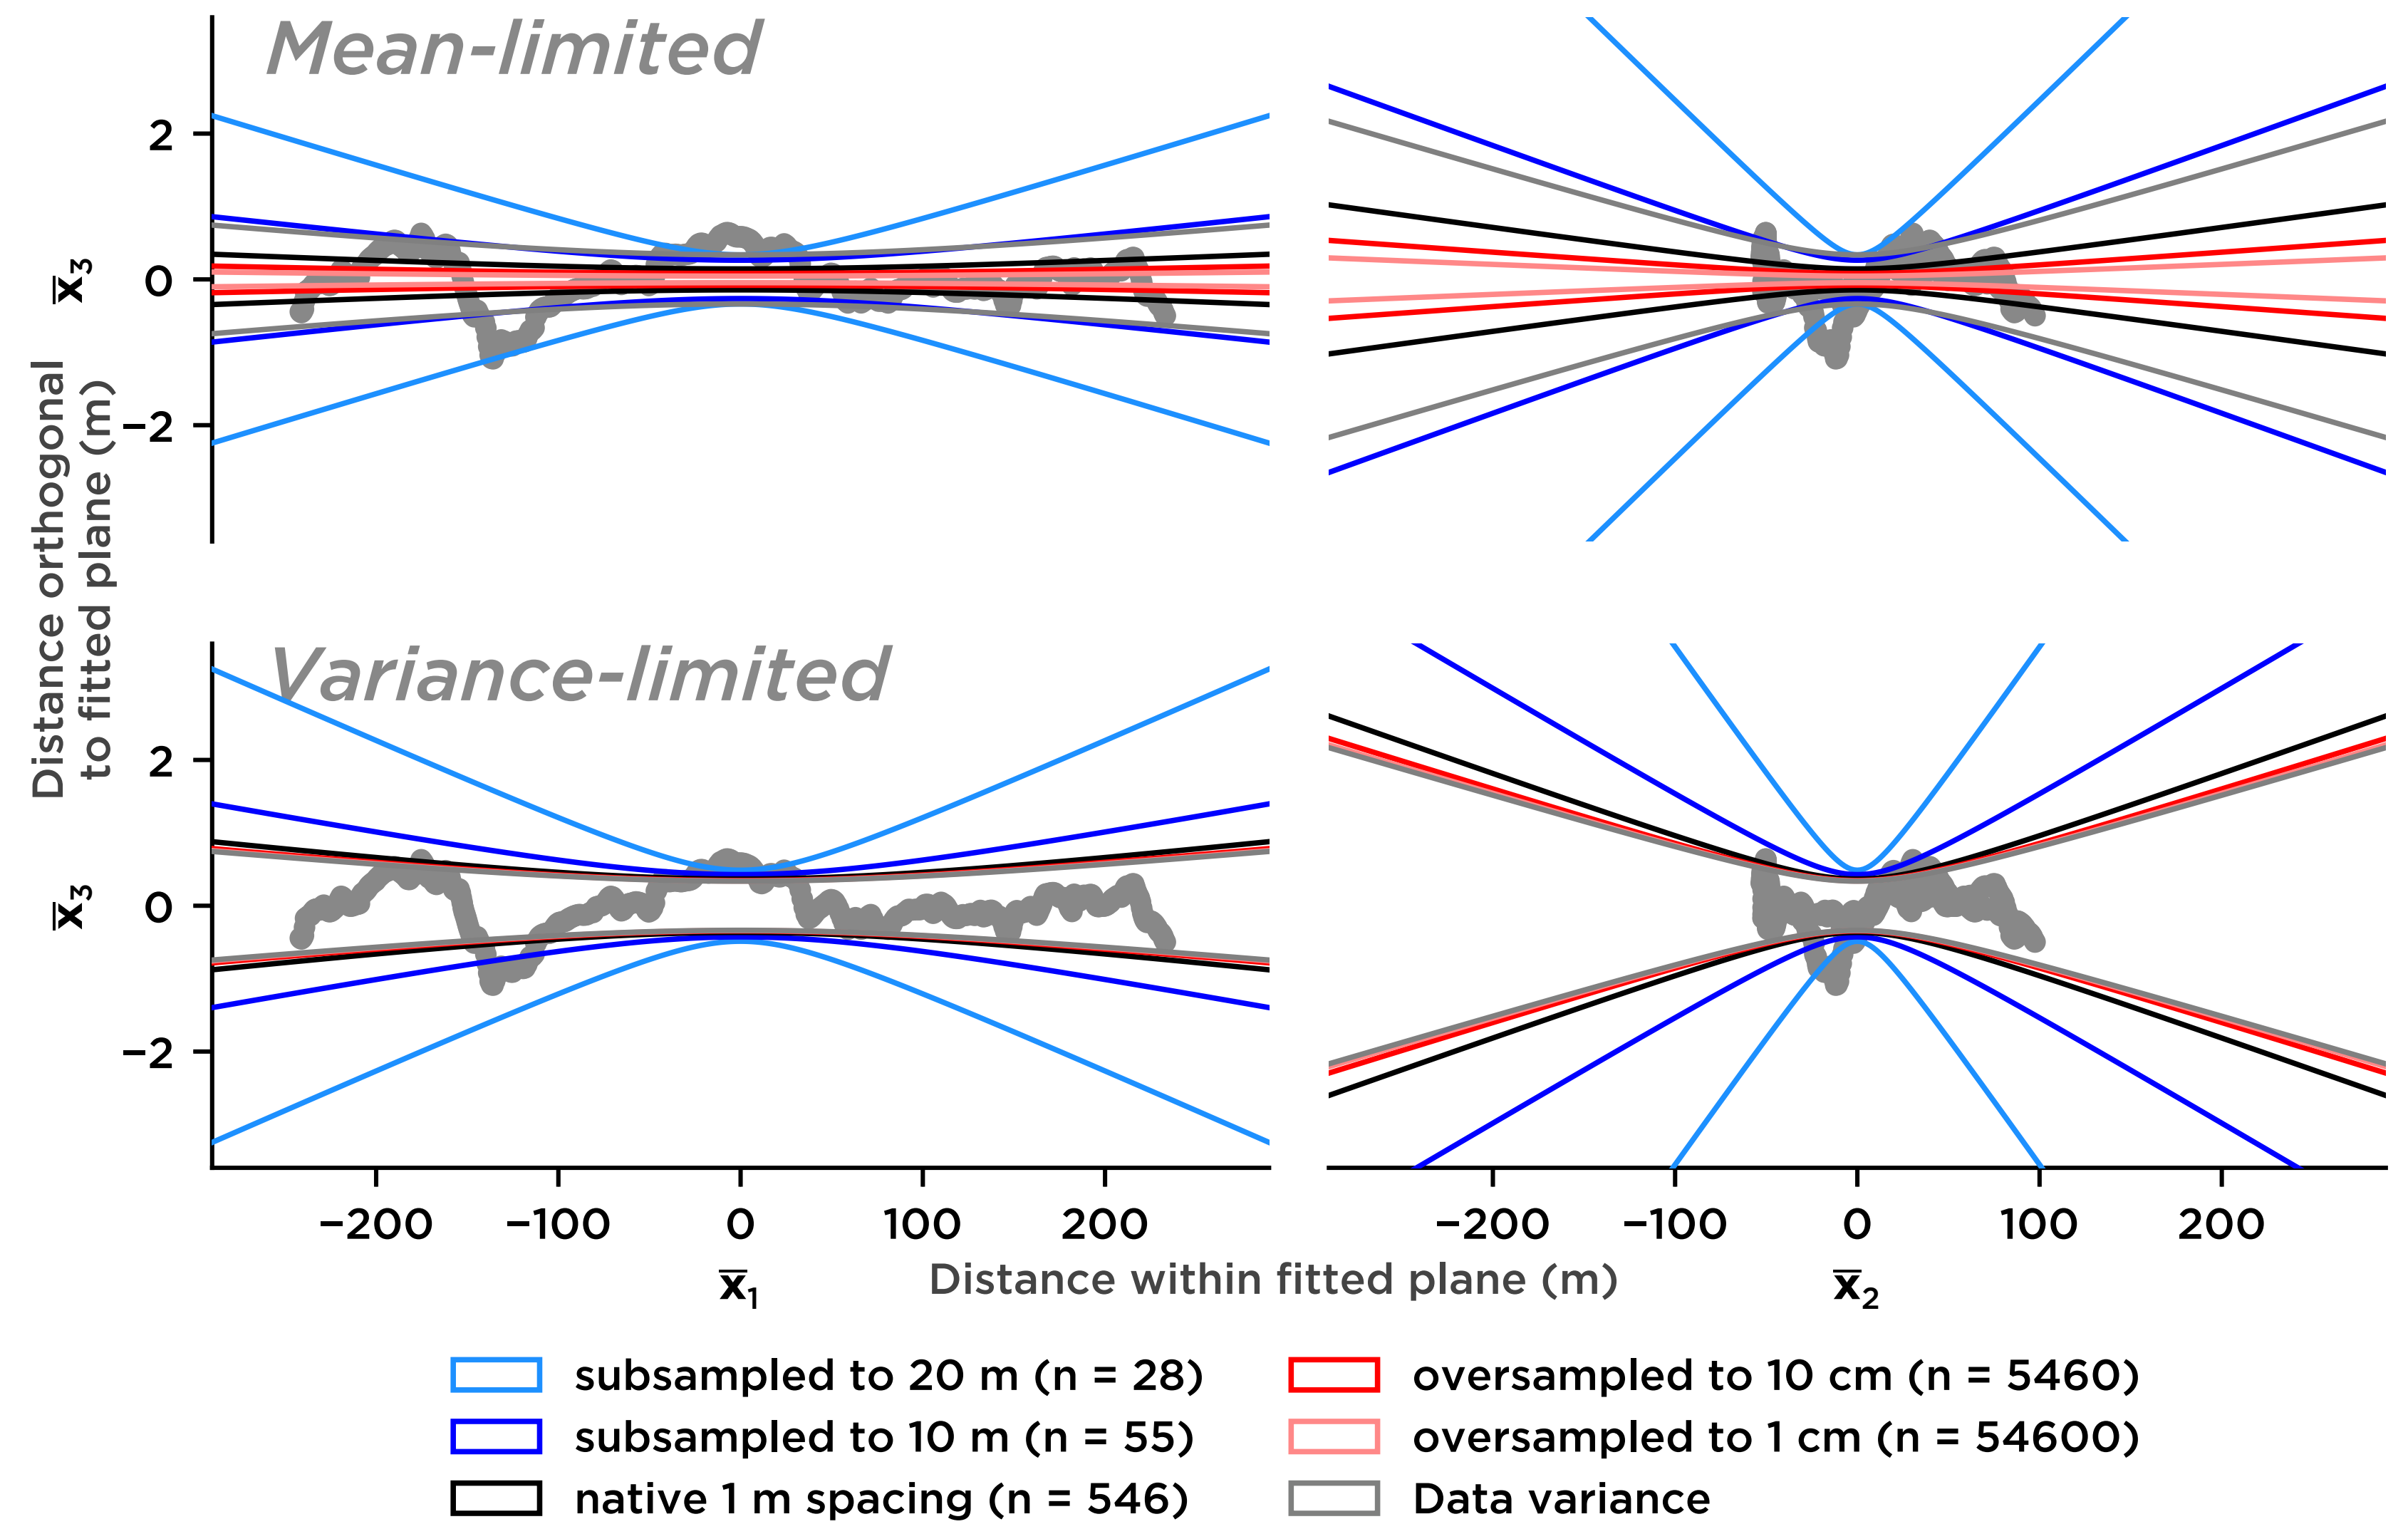 Mean-limited
2
0
−2
x̄3
Distance orthogonal
to fitted plane (m)
Variance-limited
2
0
−2
x̄3
−200 −100 0 100 200 −200 −100 0 100 200
x̄1 Distance within fitted plane (m) x̄2
subsampled to 20 m (n = 28) oversampled to 10 cm (n = 5460)
subsampled to 10 m (n = 55) oversampled to 1 cm (n = 54600)
native 1 m spacing (n = 546) Data variance